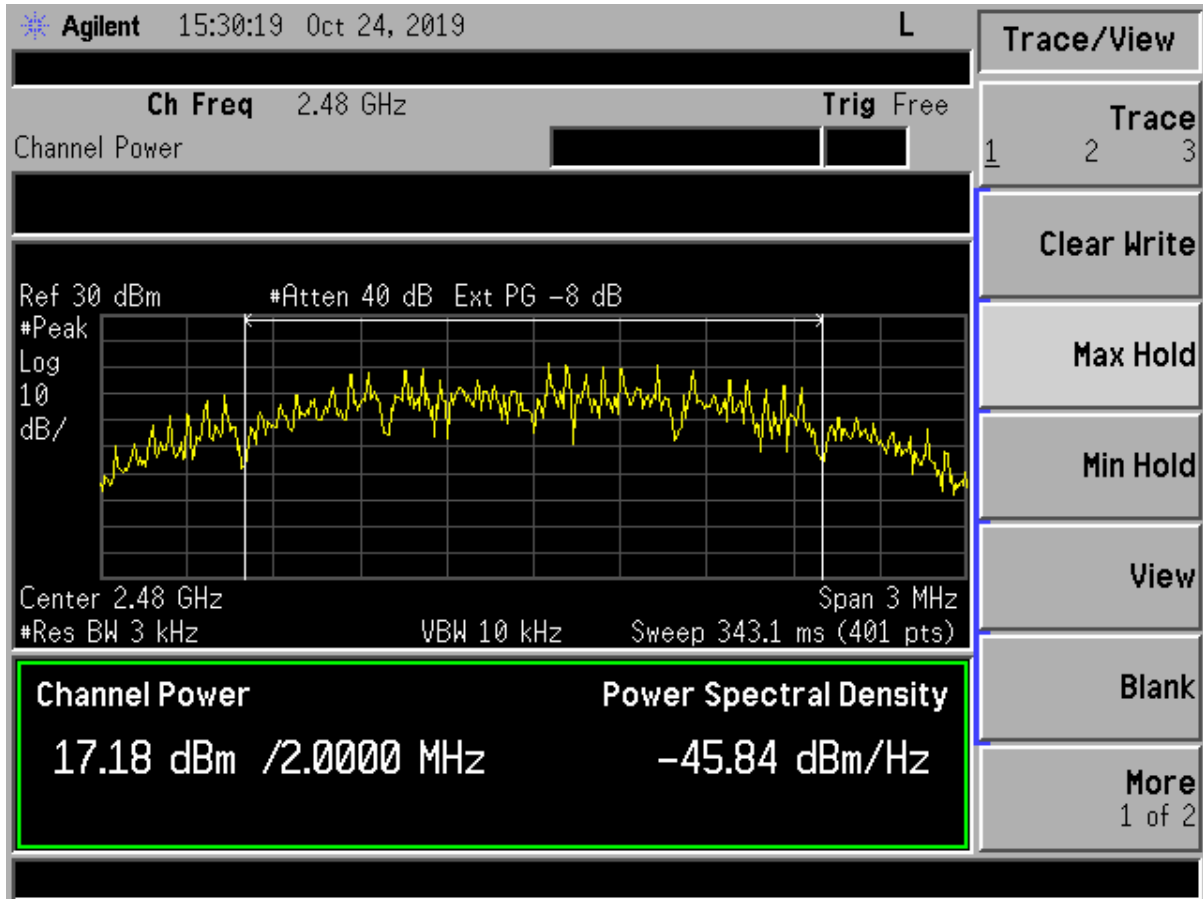 Agilent 15:30:19 Oct 24, 2019 L
Trace/View
Ch Freq 2.48 GHz Trig Free
Channel Power
Trace
1 2 3
Clear Write
Ref 30 dBm #Atten 40 dB Ext PG -8 dB
#Peak
Log
10
dB/
Max Hold
Min Hold
View
Center 2.48 GHz Span 3 MHz
#Res BW 3 kHz VBW 10 kHz Sweep 343.1 ms (401 pts)
Channel Power Power Spectral Density
17.18 dBm /2.0000 MHz -45.84 dBm/Hz
Blank
More
1 of 2